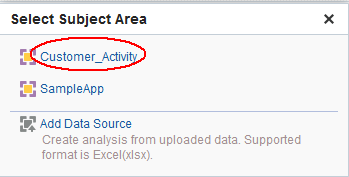 Select Subject Area
Customer_Activity
SampleApp
Add Data Source
Create analysis from uploaded data. Supported
format is Excel(xlsx).